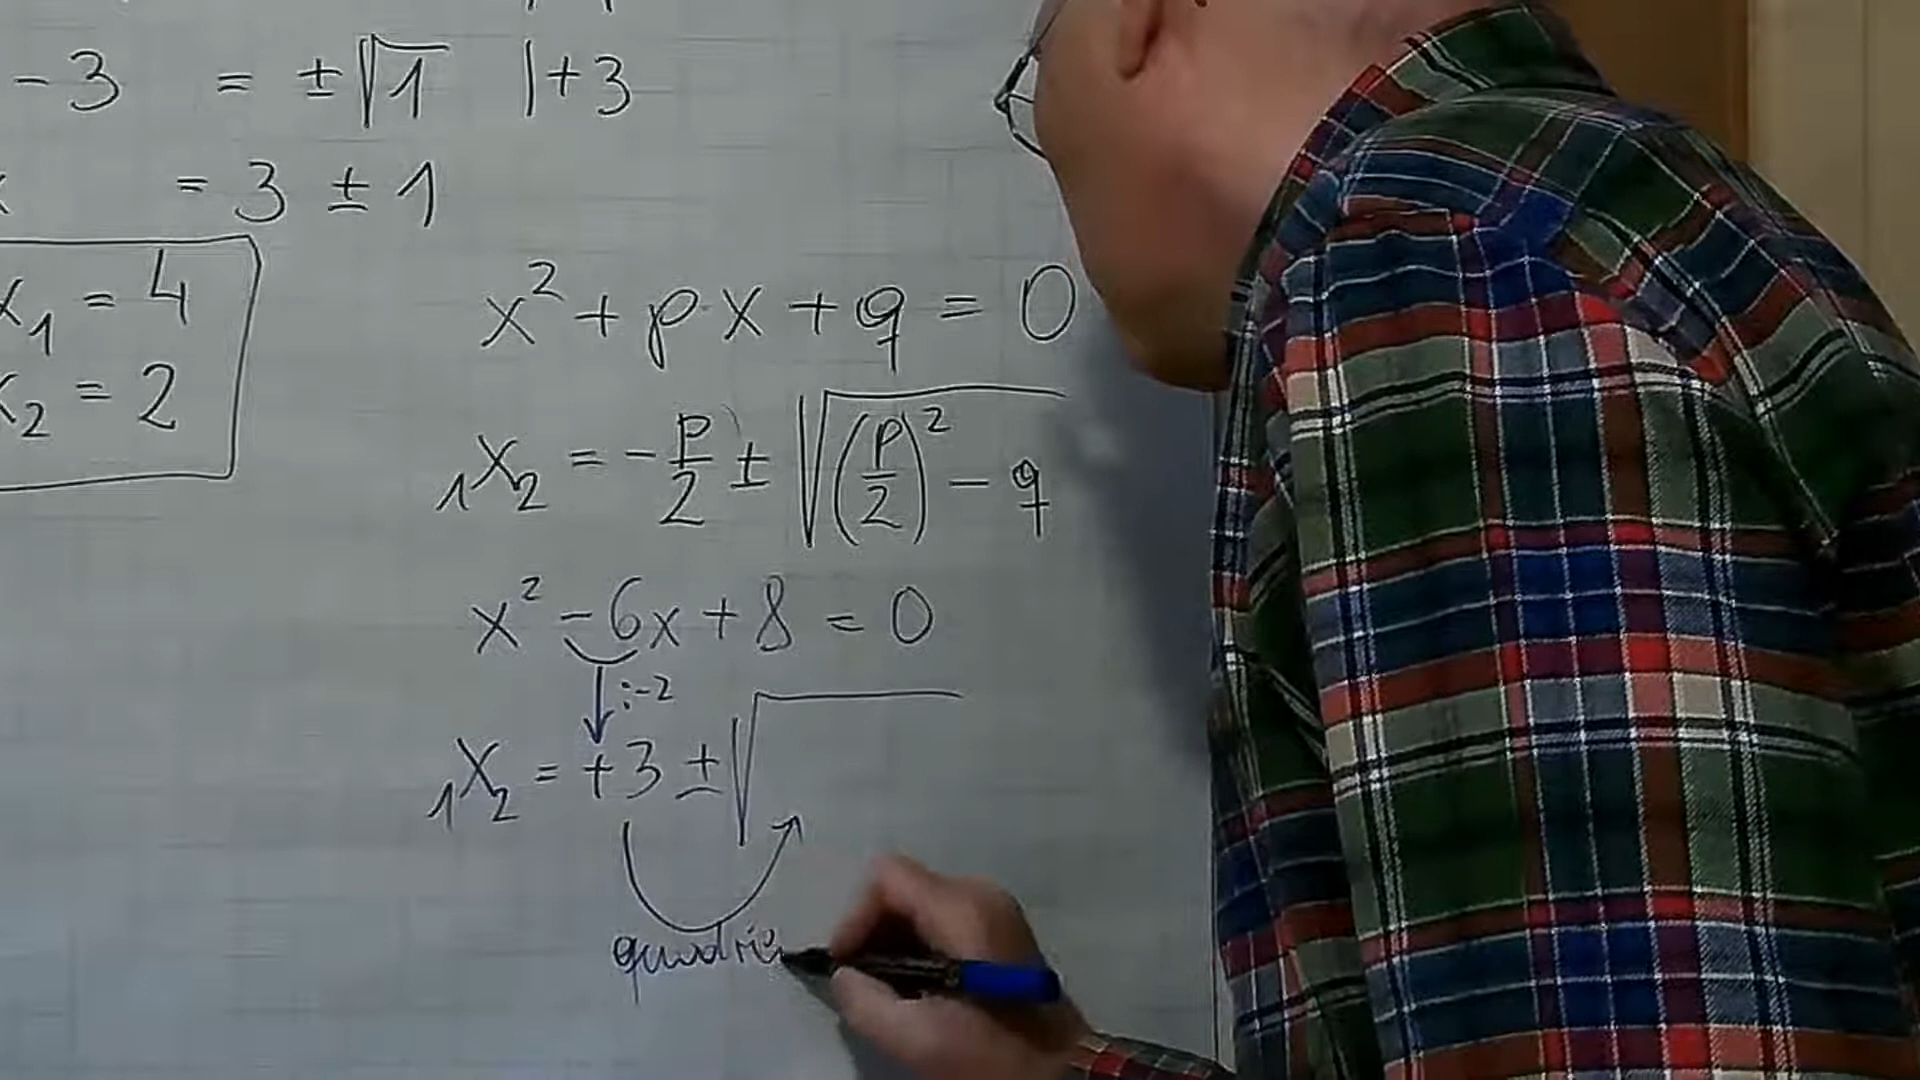 -3 = ±√1 |+3
= 3 ± 1
x₁ = 4
x₂ = 2
x² + p·x + q = 0
₁x₂ = -p/2 ± √((p/2)² - q)
x² - 6x + 8 = 0
:-2
₁x₂ = +3 ± √
quadrie